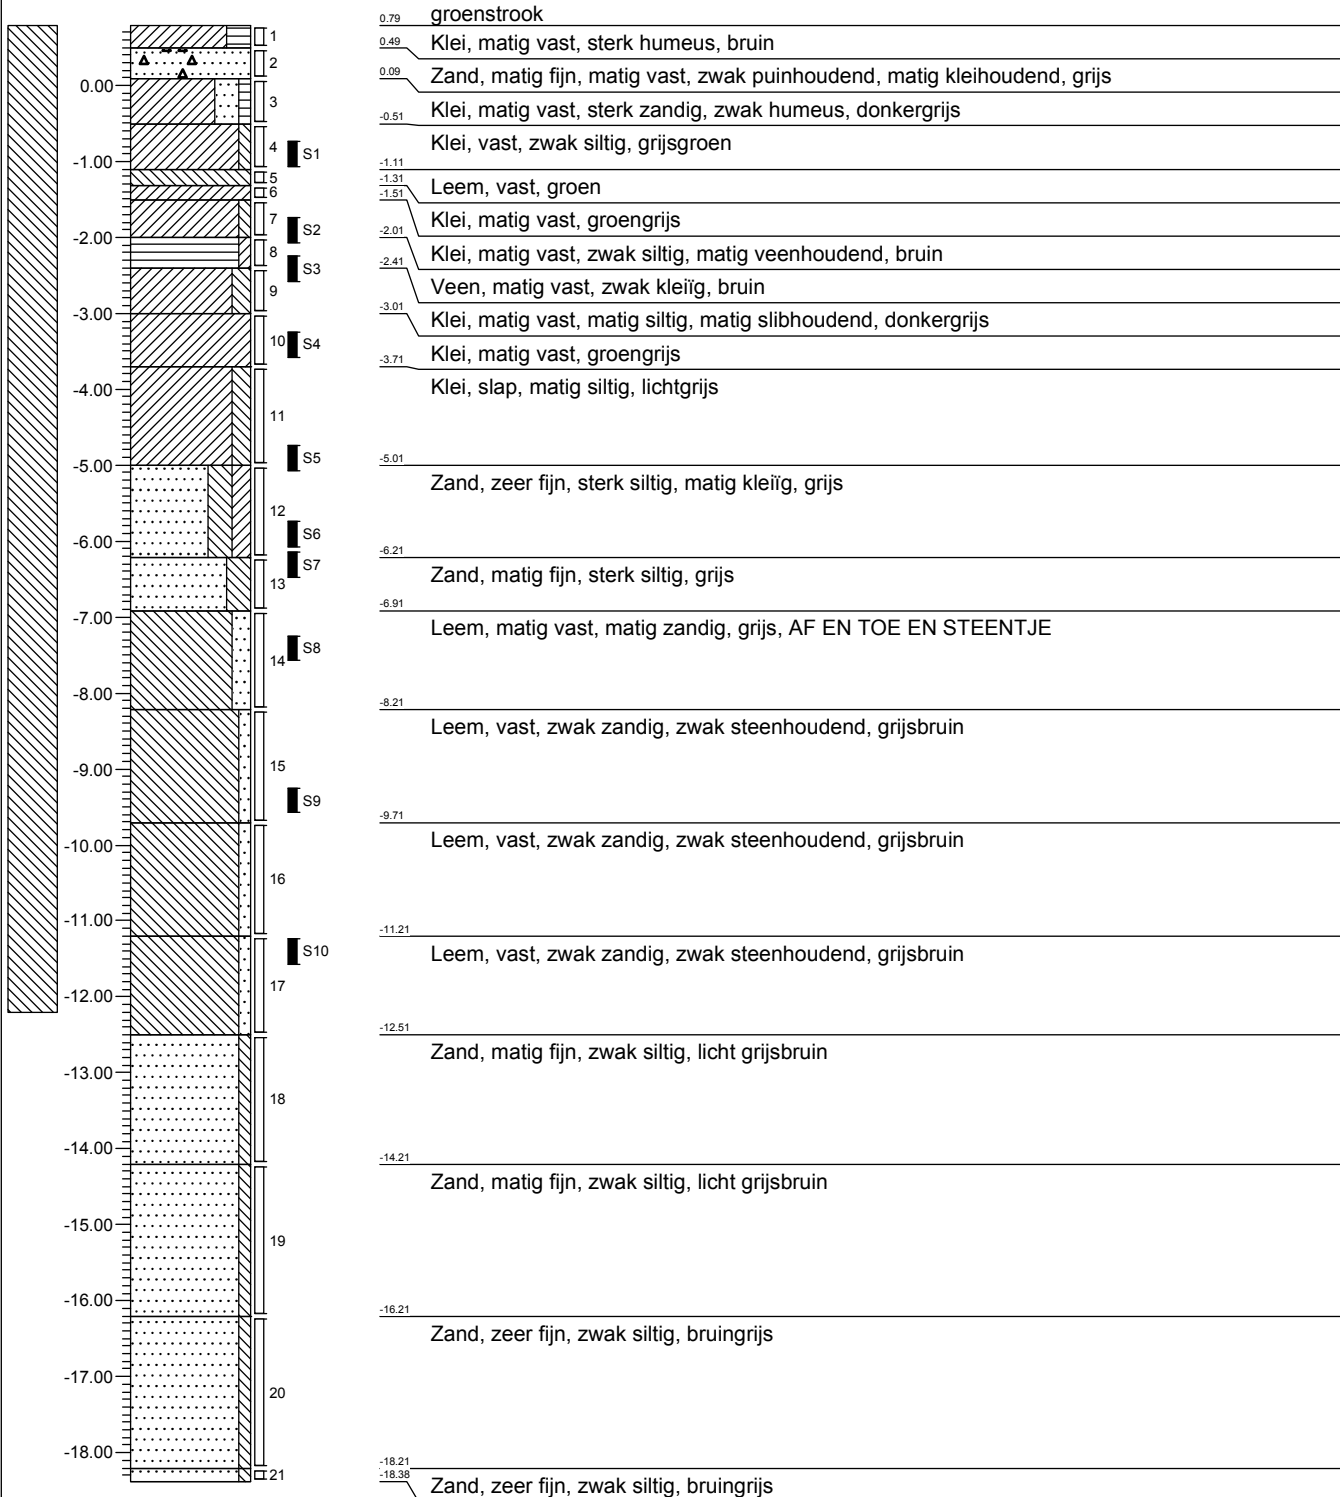 0.79 groenstrook
1
0.49 Klei, matig vast, sterk humeus, bruin
2
0.09 Zand, matig fijn, matig vast, zwak puinhoudend, matig kleihoudend, grijs
0.00
3
-0.51 Klei, matig vast, sterk zandig, zwak humeus, donkergrijs
Klei, vast, zwak siltig, grijsgroen
4 S1
-1.00
-1.11
5
-1.31 Leem, vast, groen
6
-1.51
7 Klei, matig vast, groengrijs
S2
-2.00
-2.01 Klei, matig vast, zwak siltig, matig veenhoudend, bruin
8
-2.41 S3
9 Veen, matig vast, zwak kleiïg, bruin
-3.00
-3.01 Klei, matig vast, matig siltig, matig slibhoudend, donkergrijs
10 S4
Klei, matig vast, groengrijs
-3.71
-4.00 Klei, slap, matig siltig, lichtgrijs
11
S5
-5.00
-5.01
Zand, zeer fijn, sterk siltig, matig kleiïg, grijs
12
S6
-6.00
-6.21
S7
Zand, matig fijn, sterk siltig, grijs
13
-6.91
-7.00
Leem, matig vast, matig zandig, grijs, AF EN TOE EN STEENTJE
S8
14
-8.00
-8.21
Leem, vast, zwak zandig, zwak steenhoudend, grijsbruin
15
-9.00
S9
-9.71
-10.00 Leem, vast, zwak zandig, zwak steenhoudend, grijsbruin
16
-11.00
-11.21
S10 Leem, vast, zwak zandig, zwak steenhoudend, grijsbruin
17
-12.00
-12.51
Zand, matig fijn, zwak siltig, licht grijsbruin
-13.00
18
-14.00
-14.21
Zand, matig fijn, zwak siltig, licht grijsbruin
-15.00
19
-16.00
-16.21
Zand, zeer fijn, zwak siltig, bruingrijs
-17.00
20
-18.00
-18.21
21
-18.38 Zand, zeer fijn, zwak siltig, bruingrijs